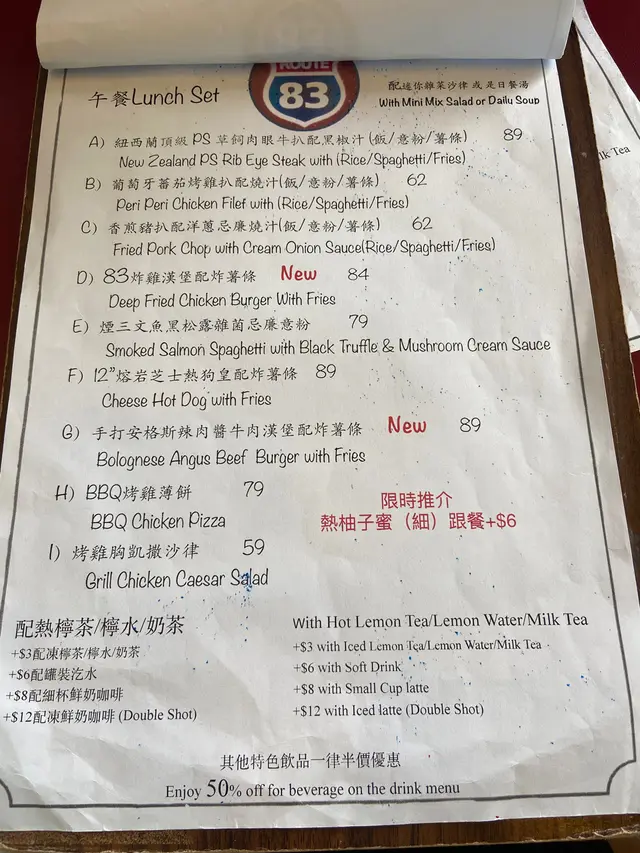 ROUTE
83
午餐Lunch Set
配迷你雜菜沙律 或 是日餐湯
With Mini Mix Salad or Daily Soup
A) 紐西蘭頂級 PS 草飼肉眼牛扒配黑椒汁 (飯/意粉/薯條) 89
New Zealand PS Rib Eye Steak with (Rice/Spaghetti/Fries)
B) 葡萄牙蕃茄烤雞扒配燒汁(飯/意粉/薯條) 62
Peri Peri Chicken Filet with (Rice/Spaghetti/Fries)
C) 香煎豬扒配洋蔥忌廉燒汁(飯/意粉/薯條) 62
Fried Pork Chop with Cream Onion Sauce(Rice/Spaghetti/Fries)
D) 83炸雞漢堡配炸薯條 New 84
Deep Fried Chicken Burger With Fries
E) 煙三文魚黑松露雜菌忌廉意粉 79
Smoked Salmon Spaghetti with Black Truffle & Mushroom Cream Sauce
F) 12”熔岩芝士熱狗皇配炸薯條 89
Cheese Hot Dog with Fries
G) 手打安格斯辣肉醬牛肉漢堡配炸薯條 New 89
Bolognese Angus Beef Burger with Fries
H) BBQ烤雞薄餅 79
BBQ Chicken Pizza
I) 烤雞胸凱撒沙律 59
Grill Chicken Caesar Salad
限時推介
熱柚子蜜（細）跟餐+$6
配熱檸茶/檸水/奶茶
+$3配凍檸茶/檸水/奶茶
+$6配罐裝汽水
+$8配細杯鮮奶咖啡
+$12配凍鮮奶咖啡 (Double Shot)
With Hot Lemon Tea/Lemon Water/Milk Tea
+$3 with Iced Lemon Tea/Lemon Water/Milk Tea
+$6 with Soft Drink
+$8 with Small Cup latte
+$12 with Iced latte (Double Shot)
其他特色飲品一律半價優惠
Enjoy 50% off for beverage on the drink menu
lk Tea